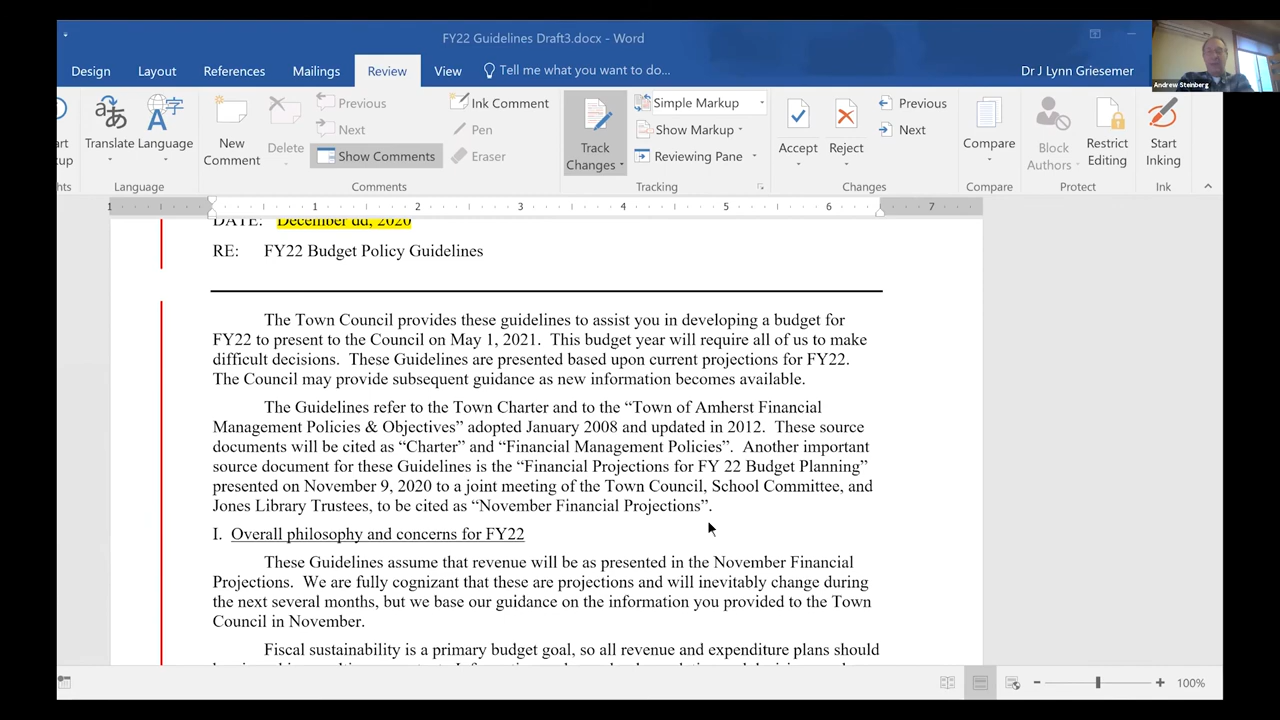 FY22 Guidelines Draft3.docx - Word
Andrew Steinberg
Design Layout References Mailings Review View Tell me what you want to do... Dr J Lynn Griesemer
Previous Ink Comment Simple Markup Previous
Next Pen Show Markup Next
Translate Language New Comment Delete Show Comments Eraser Track Changes Reviewing Pane Accept Reject Compare Block Authors Restrict Editing Start Inking
Language Comments Tracking Changes Compare Protect Ink
1 1 2 3 4 5 6 7
DATE: December dd, 2020
RE: FY22 Budget Policy Guidelines
The Town Council provides these guidelines to assist you in developing a budget for
FY22 to present to the Council on May 1, 2021. This budget year will require all of us to make
difficult decisions. These Guidelines are presented based upon current projections for FY22.
The Council may provide subsequent guidance as new information becomes available.
The Guidelines refer to the Town Charter and to the “Town of Amherst Financial
Management Policies & Objectives” adopted January 2008 and updated in 2012. These source
documents will be cited as “Charter” and “Financial Management Policies”. Another important
source document for these Guidelines is the “Financial Projections for FY 22 Budget Planning”
presented on November 9, 2020 to a joint meeting of the Town Council, School Committee, and
Jones Library Trustees, to be cited as “November Financial Projections”.
I. Overall philosophy and concerns for FY22
These Guidelines assume that revenue will be as presented in the November Financial
Projections. We are fully cognizant that these are projections and will inevitably change during
the next several months, but we base our guidance on the information you provided to the Town
Council in November.
Fiscal sustainability is a primary budget goal, so all revenue and expenditure plans should
100%